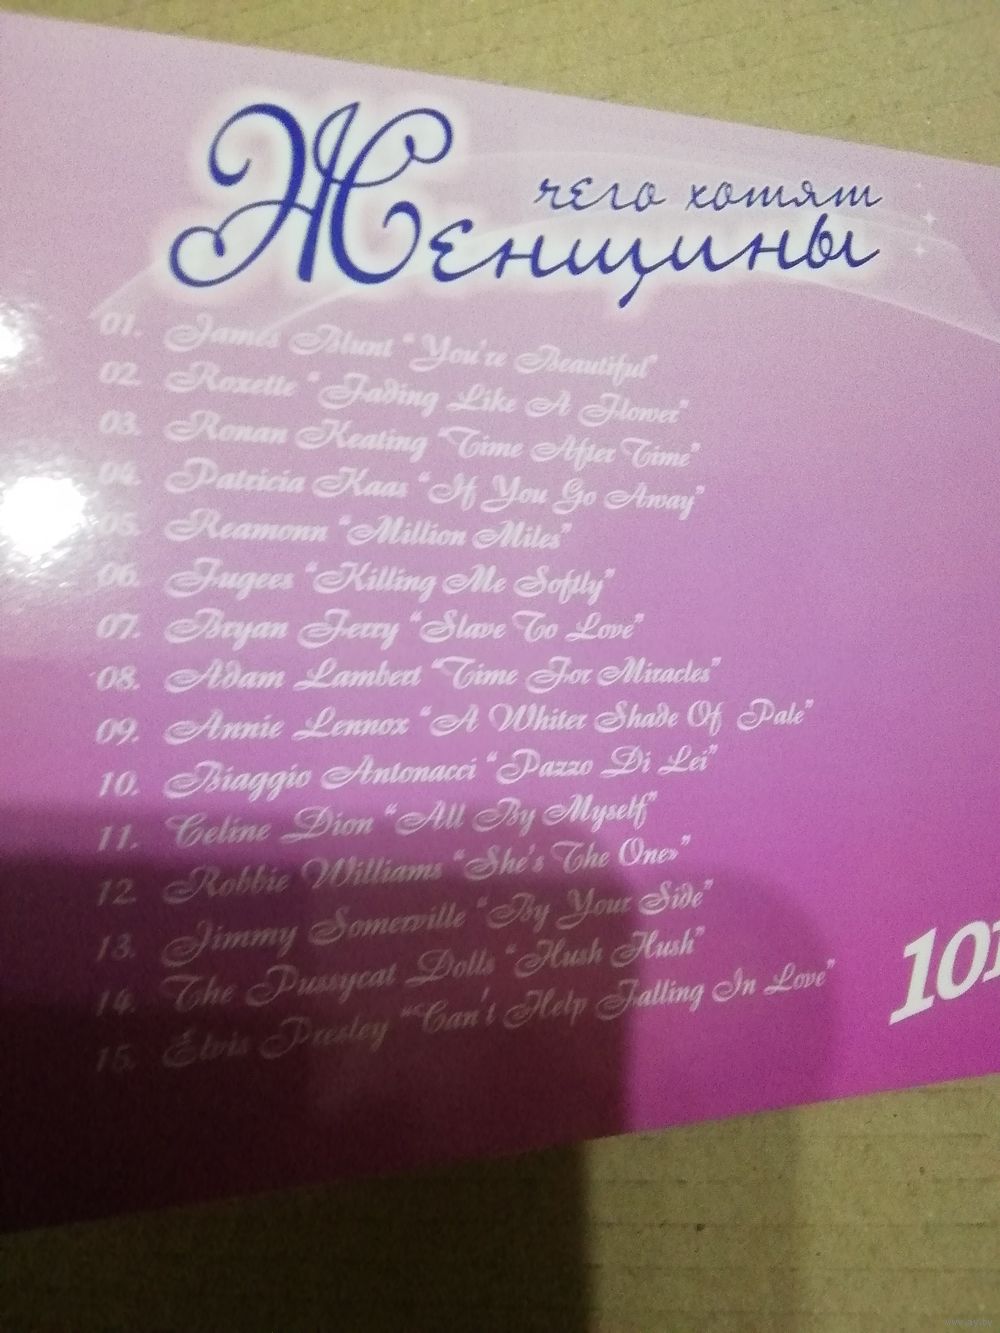 чего хотят
Женщины
01. James Blunt "You're Beautiful"
02. Roxette "Fading Like A Flower"
03. Ronan Keating "Time After Time"
04. Patricia Kaas "If You Go Away"
05. Reamonn "Million Miles"
06. Fugees "Killing Me Softly"
07. Bryan Ferry "Slave To Love"
08. Adam Lambert "Time For Miracles"
09. Annie Lennox "A Whiter Shade Of Pale"
10. Biaggio Antonacci "Pazzo Di Lei"
11. Celine Dion "All By Myself"
12. Robbie Williams "She's The One»"
13. Jimmy Somerville "By Your Side"
14. The Pussycat Dolls "Hush Hush"
15. Elvis Presley "Can't Help Falling In Love"
www.ay.by